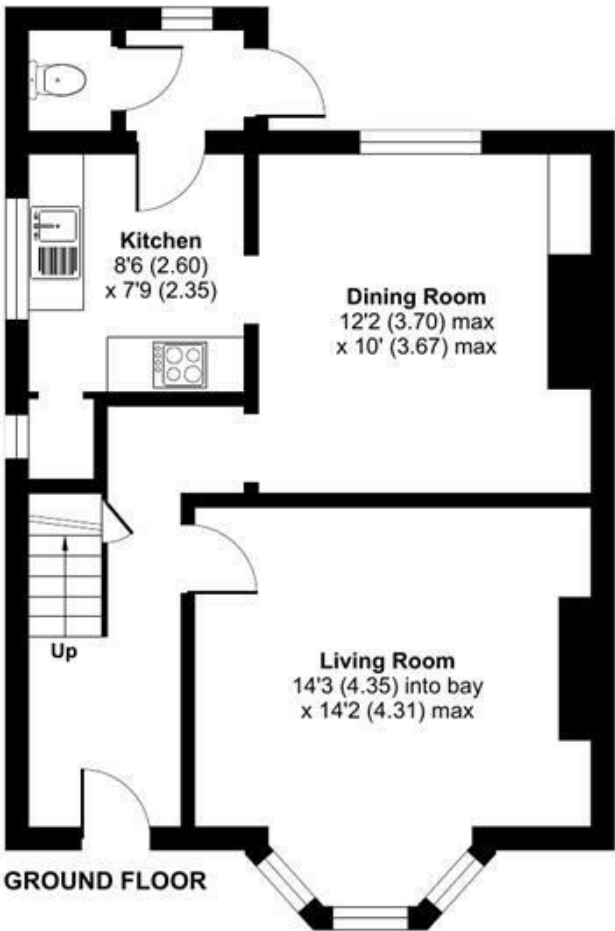 Kitchen
8'6 (2.60)
x 7'9 (2.35)
Dining Room
12'2 (3.70) max
x 10' (3.67) max
Up
Living Room
14'3 (4.35) into bay
x 14'2 (4.31) max
GROUND FLOOR